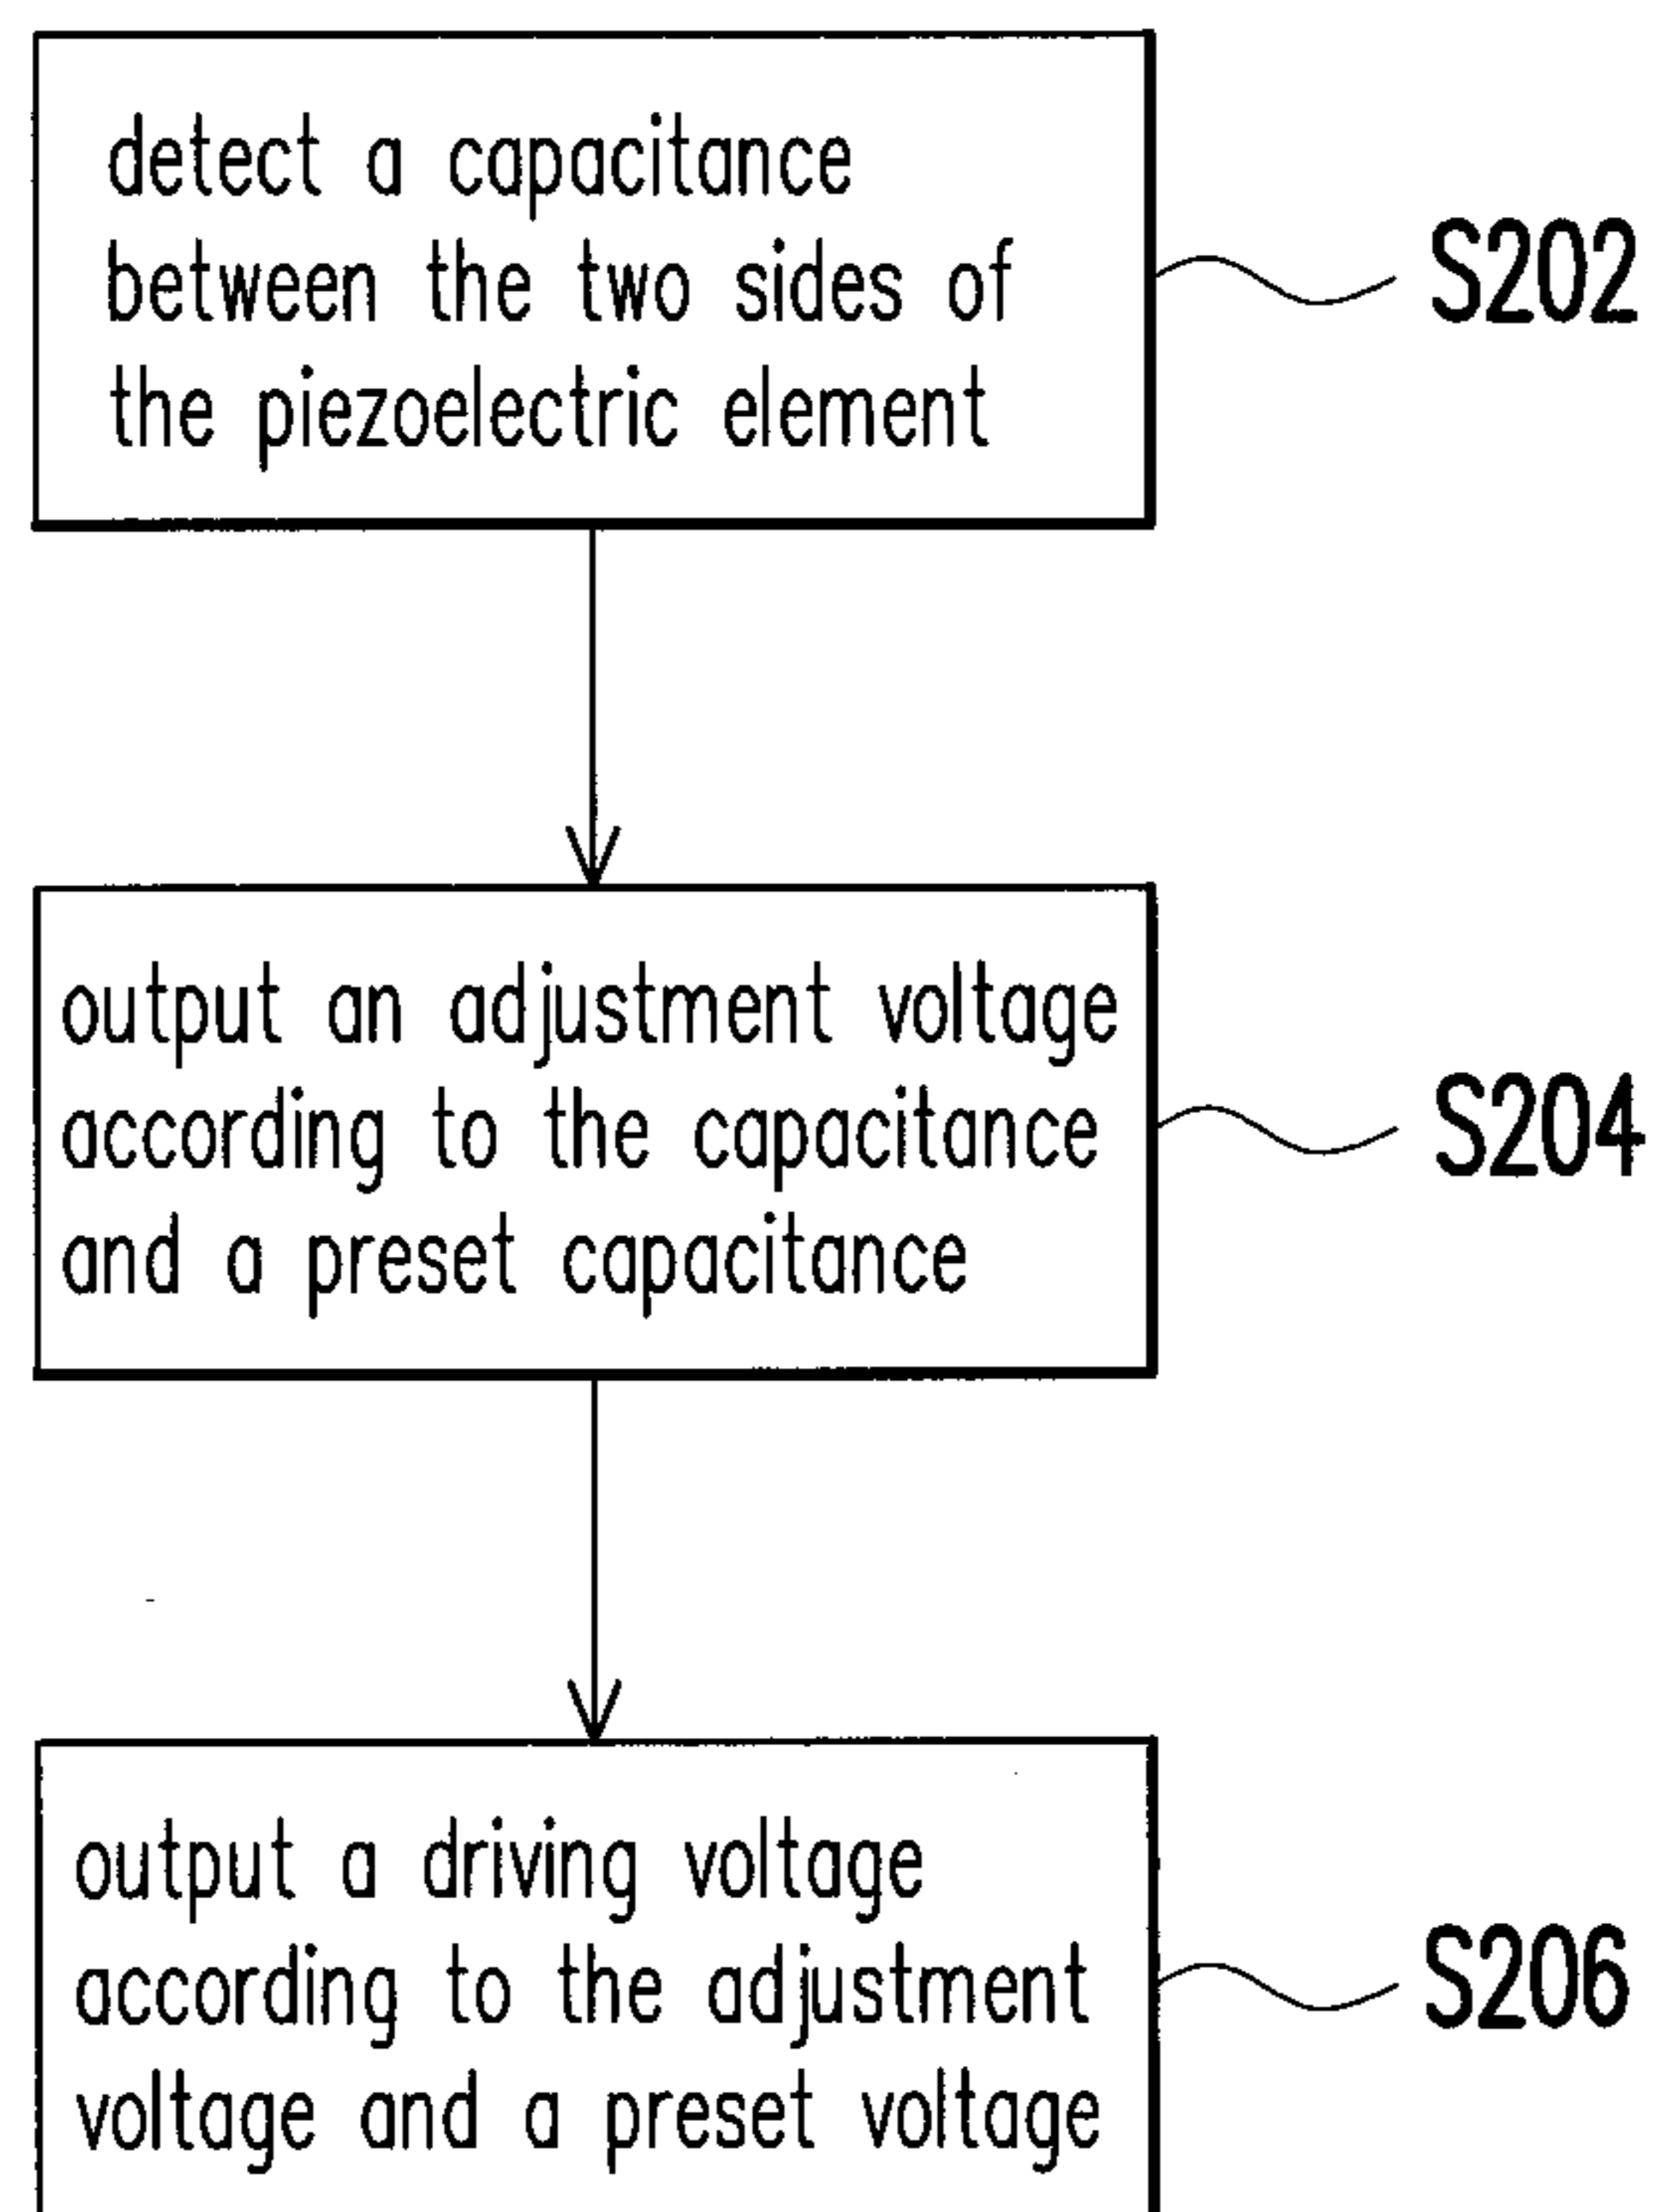 detect a capacitance
between the two sides of
the piezoelectric element
S202
output an adjustment voltage
according to the capacitance
and a preset capacitance
S204
output a driving voltage
according to the adjustment
voltage and a preset voltage
S206